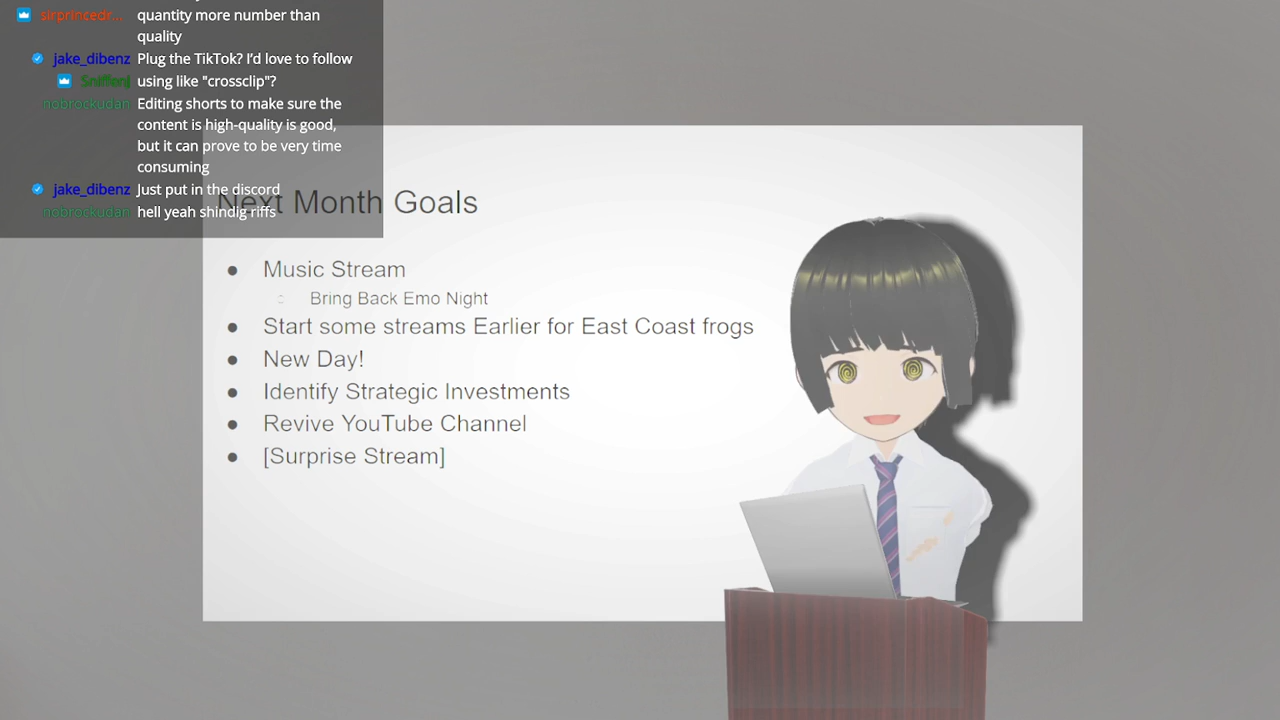 sirprincedr... quantity more number than
quality
jake_dibenz Plug the TikTok? I'd love to follow
Sniffen| using like "crossclip"?
nobrockudan Editing shorts to make sure the
content is high-quality is good,
but it can prove to be very time
consuming
jake_dibenz Just put in the discord
nobrockudan hell yeah shindig riffs
Next Month Goals
● Music Stream
○ Bring Back Emo Night
● Start some streams Earlier for East Coast frogs
● New Day!
● Identify Strategic Investments
● Revive YouTube Channel
● [Surprise Stream]